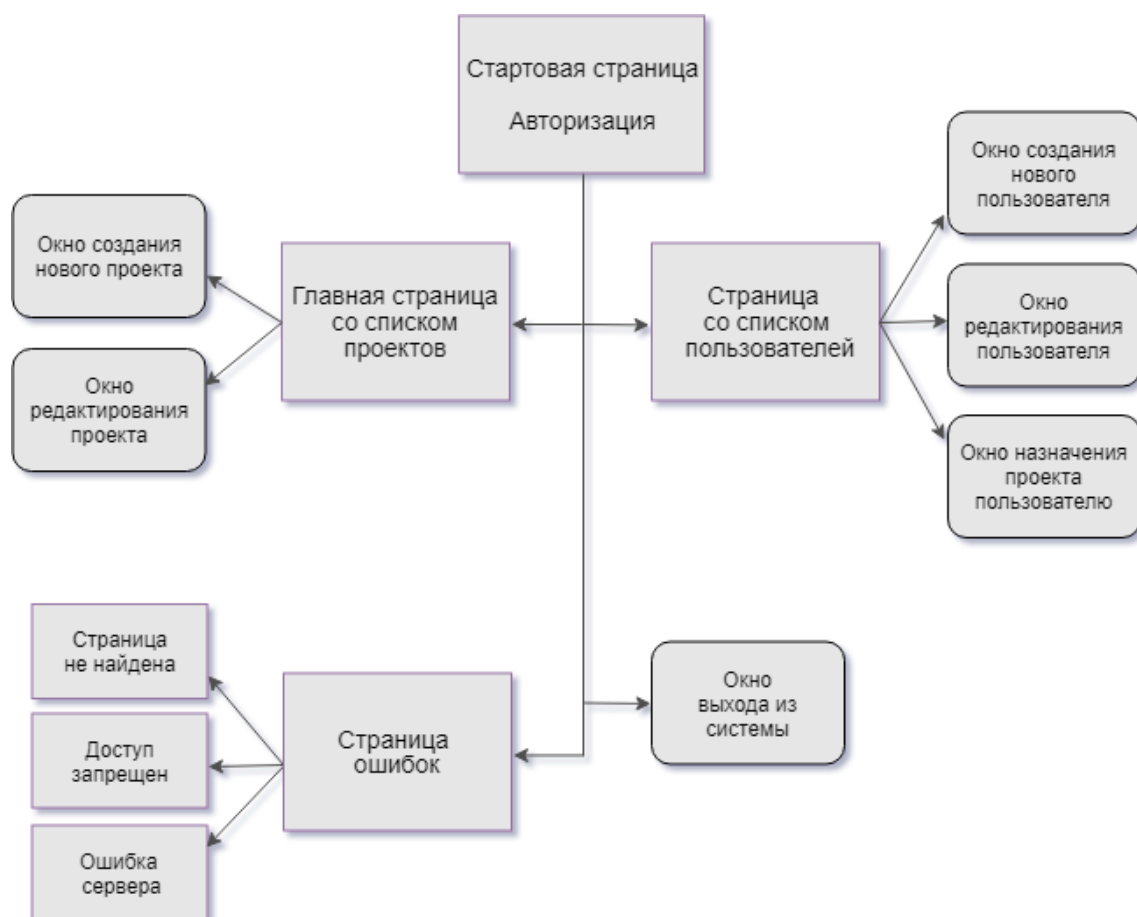 Стартовая страница
Авторизация
Окно создания
нового
пользователя
Окно создания
нового проекта
Главная страница
со списком
проектов
Страница
со списком
пользователей
Окно
редактирования
пользователя
Окно
редактирования
проекта
Окно назначения
проекта
пользователю
Страница
не найдена
Доступ
запрещен
Ошибка
сервера
Страница
ошибок
Окно
выхода из
системы